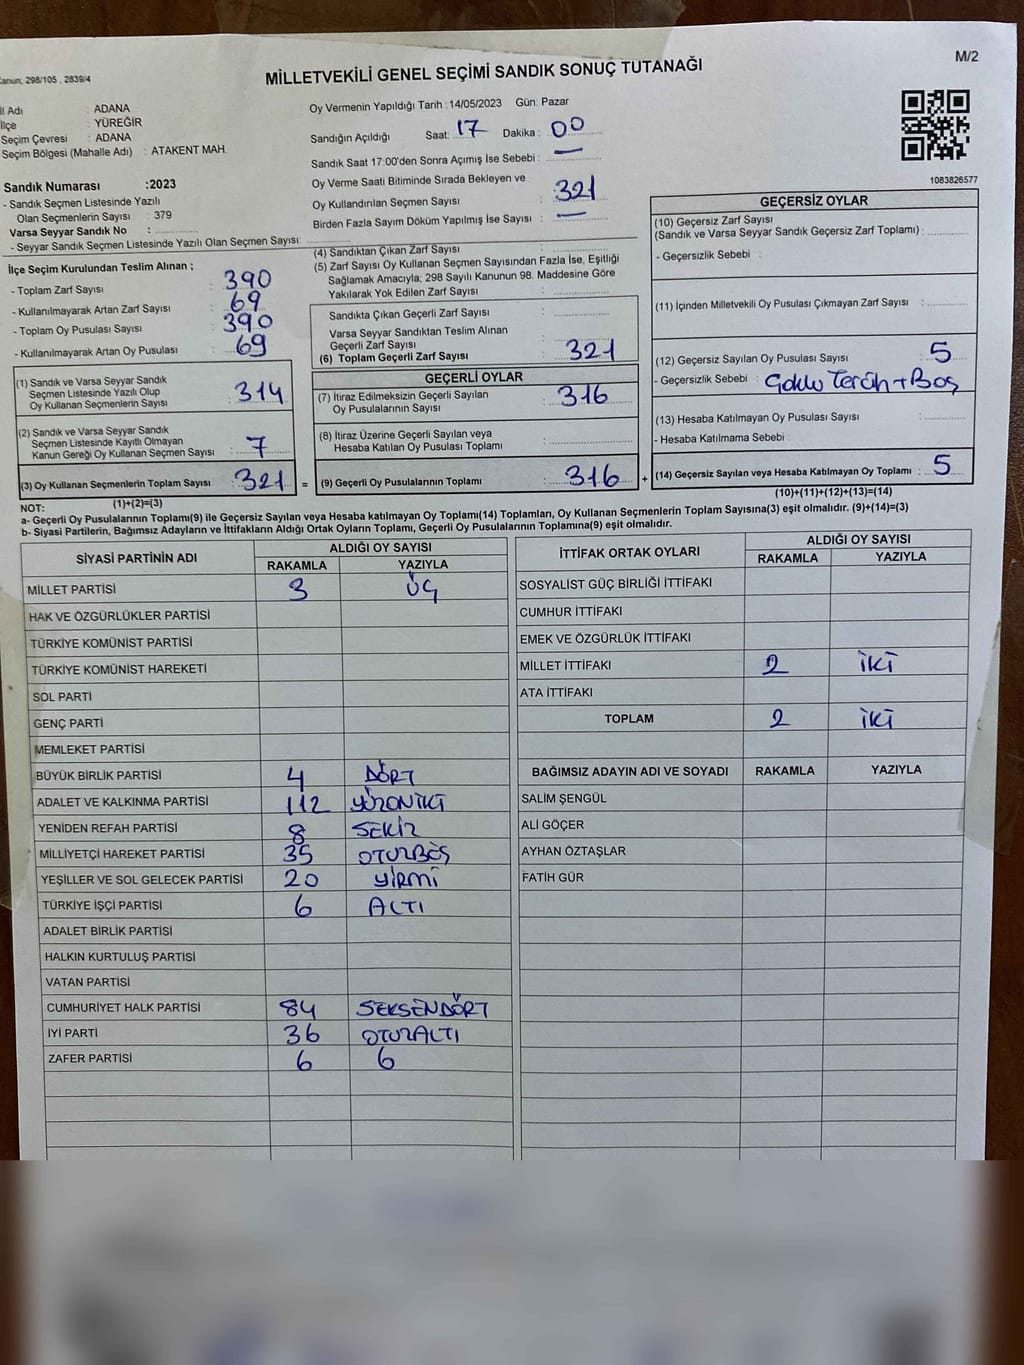 M/2
Kanun; 298/105 , 2839/4
MİLLETVEKİLİ GENEL SEÇİMİ SANDIK SONUÇ TUTANAĞI
İl Adı : ADANA
İlçe : YÜREĞİR
Seçim Çevresi : ADANA
Seçim Bölgesi (Mahalle Adı) : ATAKENT MAH.
Oy Vermenin Yapıldığı Tarih :14/05/2023 Gün: Pazar
Sandığın Açıldığı Saat: 17 Dakika : 00
Sandık Saat 17:00'den Sonra Açımış İse Sebebi : —
Oy Verme Saati Bitiminde Sırada Bekleyen ve
Oy Kullandırılan Seçmen Sayısı : 321
Birden Fazla Sayım Döküm Yapılmış İse Sayısı : —
1083826577
Sandık Numarası :2023
- Sandık Seçmen Listesinde Yazılı
Olan Seçmenlerin Sayısı : 379
Varsa Seyyar Sandık No :
- Seyyar Sandık Seçmen Listesinde Yazılı Olan Seçmen Sayısı:
İlçe Seçim Kurulundan Teslim Alınan ;
- Toplam Zarf Sayısı : 390
- Kullanılmayarak Artan Zarf Sayısı : 69
- Toplam Oy Pusulası Sayısı : 390
- Kullanılmayarak Artan Oy Pusulası : 69
(1) Sandık ve Varsa Seyyar Sandık
Seçmen Listesinde Yazılı Olup
Oy Kullanan Seçmenlerin Sayısı : 314
(2) Sandık ve Varsa Seyyar Sandık
Seçmen Listesinde Kayıtlı Olmayan
Kanun Gereği Oy Kullanan Seçmen Sayısı : 7
(3) Oy Kullanan Seçmenlerin Toplam Sayısı : 321
(1)+(2)=(3)
(4) Sandıktan Çıkan Zarf Sayısı :
(5) Zarf Sayısı Oy Kullanan Seçmen Sayısından Fazla İse, Eşitliği
Sağlamak Amacıyla; 298 Sayılı Kanunun 98. Maddesine Göre
Yakılarak Yok Edilen Zarf Sayısı :
Sandıkta Çıkan Geçerli Zarf Sayısı :
Varsa Seyyar Sandıktan Teslim Alınan
Geçerli Zarf Sayısı :
(6) Toplam Geçerli Zarf Sayısı : 321
GEÇERLİ OYLAR
(7) İtiraz Edilmeksizin Geçerli Sayılan
Oy Pusulalarının Sayısı : 316
(8) İtiraz Üzerine Geçerli Sayılan veya
Hesaba Katılan Oy Pusulası Toplamı :
= (9) Geçerli Oy Pusulalarının Toplamı : 316 +
GEÇERSİZ OYLAR
(10) Geçersiz Zarf Sayısı
(Sandık ve Varsa Seyyar Sandık Geçersiz Zarf Toplamı) :
- Geçersizlik Sebebi :
(11) İçinden Milletvekili Oy Pusulası Çıkmayan Zarf Sayısı :
(12) Geçersiz Sayılan Oy Pusulası Sayısı : 5
- Geçersizlik Sebebi : Çoklu Tercih+Boş
(13) Hesaba Katılmayan Oy Pusulası Sayısı :
- Hesaba Katılmama Sebebi :
(14) Geçersiz Sayılan veya Hesaba Katılmayan Oy Toplamı : 5
(10)+(11)+(12)+(13)=(14)
NOT:
a- Geçerli Oy Pusulalarının Toplamı(9) ile Geçersiz Sayılan veya Hesaba katılmayan Oy Toplamı(14) Toplamları, Oy Kullanan Seçmenlerin Toplam Sayısına(3) eşit olmalıdır. (9)+(14)=(3)
b- Siyasi Partilerin, Bağımsız Adayların ve İttifakların Aldığı Ortak Oyların Toplamı, Geçerli Oy Pusulalarının Toplamına(9) eşit olmalıdır.
SİYASİ PARTİNİN ADI ALDIĞI OY SAYISI
RAKAMLA YAZIYLA
MİLLET PARTİSİ 3 ÜÇ
HAK VE ÖZGÜRLÜKLER PARTİSİ
TÜRKİYE KOMÜNİST PARTİSİ
TÜRKİYE KOMÜNİST HAREKETİ
SOL PARTİ
GENÇ PARTİ
MEMLEKET PARTİSİ
BÜYÜK BİRLİK PARTİSİ 4 DÖRT
ADALET VE KALKINMA PARTİSİ 112 YÜZONİKİ
YENİDEN REFAH PARTİSİ 8 SEKİZ
MİLLİYETÇİ HAREKET PARTİSİ 35 OTUZBEŞ
YEŞİLLER VE SOL GELECEK PARTİSİ 20 YİRMİ
TÜRKİYE İŞÇİ PARTİSİ 6 ALTI
ADALET BİRLİK PARTİSİ
HALKIN KURTULUŞ PARTİSİ
VATAN PARTİSİ
CUMHURİYET HALK PARTİSİ 84 SEKSENDÖRT
İYİ PARTİ 36 OTUZALTI
ZAFER PARTİSİ 6 6
İTTİFAK ORTAK OYLARI ALDIĞI OY SAYISI
RAKAMLA YAZIYLA
SOSYALİST GÜÇ BİRLİĞİ İTTİFAKI
CUMHUR İTTİFAKI
EMEK VE ÖZGÜRLÜK İTTİFAKI
MİLLET İTTİFAKI 2 İKİ
ATA İTTİFAKI
TOPLAM 2 İKİ
BAĞIMSIZ ADAYIN ADI VE SOYADI RAKAMLA YAZIYLA
SALİM ŞENGÜL
ALİ GÖÇER
AYHAN ÖZTAŞLAR
FATİH GÜR